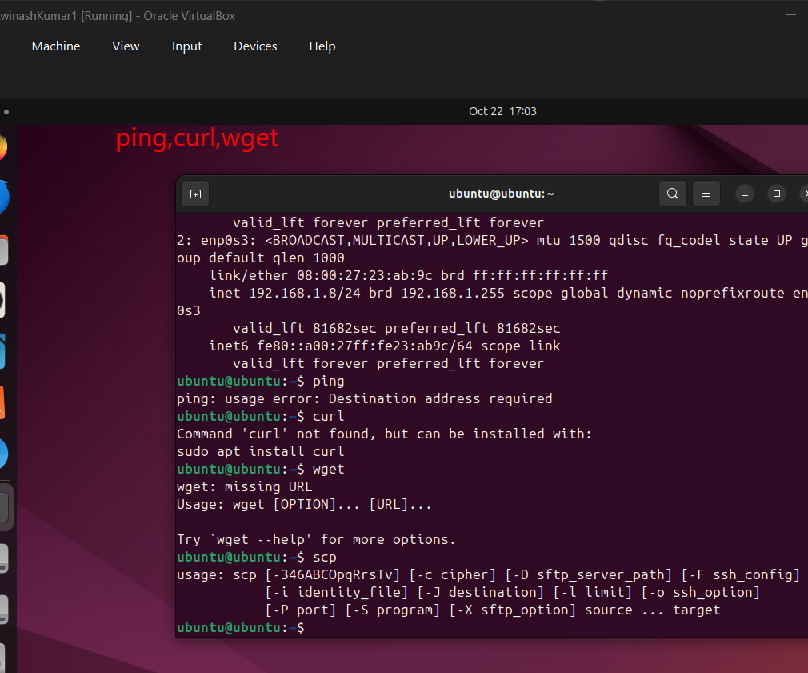 winashKumar1 [Running] - Oracle VirtualBox
Machine View Input Devices Help
Oct 22 17:03
ping,curl,wget
ubuntu@ubuntu: ~
valid_lft forever preferred_lft forever
2: enp0s3: <BROADCAST,MULTICAST,UP,LOWER_UP> mtu 1500 qdisc fq_codel state UP g
oup default qlen 1000
link/ether 08:00:27:23:ab:9c brd ff:ff:ff:ff:ff:ff
inet 192.168.1.8/24 brd 192.168.1.255 scope global dynamic noprefixroute en
0s3
valid_lft 81682sec preferred_lft 81682sec
inet6 fe80::a00:27ff:fe23:ab9c/64 scope link
valid_lft forever preferred_lft forever
ubuntu@ubuntu:~$ ping
ping: usage error: Destination address required
ubuntu@ubuntu:~$ curl
Command 'curl' not found, but can be installed with:
sudo apt install curl
ubuntu@ubuntu:~$ wget
wget: missing URL
Usage: wget [OPTION]... [URL]...
Try `wget --help' for more options.
ubuntu@ubuntu:~$ scp
usage: scp [-346ABCOpqRrsTv] [-c cipher] [-D sftp_server_path] [-F ssh_config]
[-i identity_file] [-J destination] [-l limit] [-o ssh_option]
[-P port] [-S program] [-X sftp_option] source ... target
ubuntu@ubuntu:~$